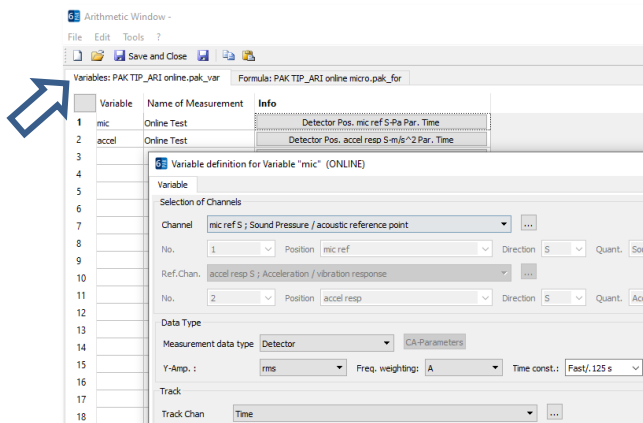 Arithmetic Window -
File Edit Tools ?
Save and Close
Variables: PAK TIP_ARI online.pak_var Formula: PAK TIP_ARI online micro.pak_for
Variable Name of Measurement Info
1 mic Online Test Detector Pos. mic ref S-Pa Par. Time
2 accel Online Test Detector Pos. accel resp S-m/s^2 Par. Time
3
4
5
6
7
8
9
10
11
12
13
14
15
16
17
18
Variable definition for Variable "mic" (ONLINE)
Variable
Selection of Channels
Channel mic ref S ; Sound Pressure / acoustic reference point ...
No. 1 Position mic ref Direction S Quant. Sou
Ref.Chan. accel resp S ; Acceleration / vibration response ...
No. 2 Position accel resp Direction S Quant. Acc
Data Type
Measurement data type Detector CA-Parameters
Y-Amp. : rms Freq. weighting: A Time const.: Fast/.125 s
Track
Track Chan Time ...